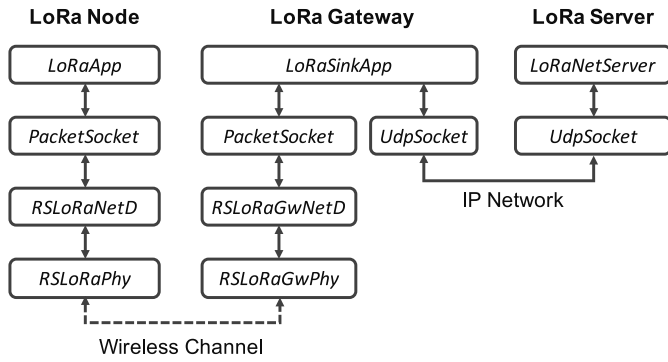 LoRa Node
LoRa Gateway
LoRa Server
LoRaApp
LoRaSinkApp
LoRaNetServer
PacketSocket
PacketSocket
UdpSocket
UdpSocket
RSLoRaNetD
RSLoRaGwNetD
IP Network
RSLoRaPhy
RSLoRaGwPhy
Wireless Channel